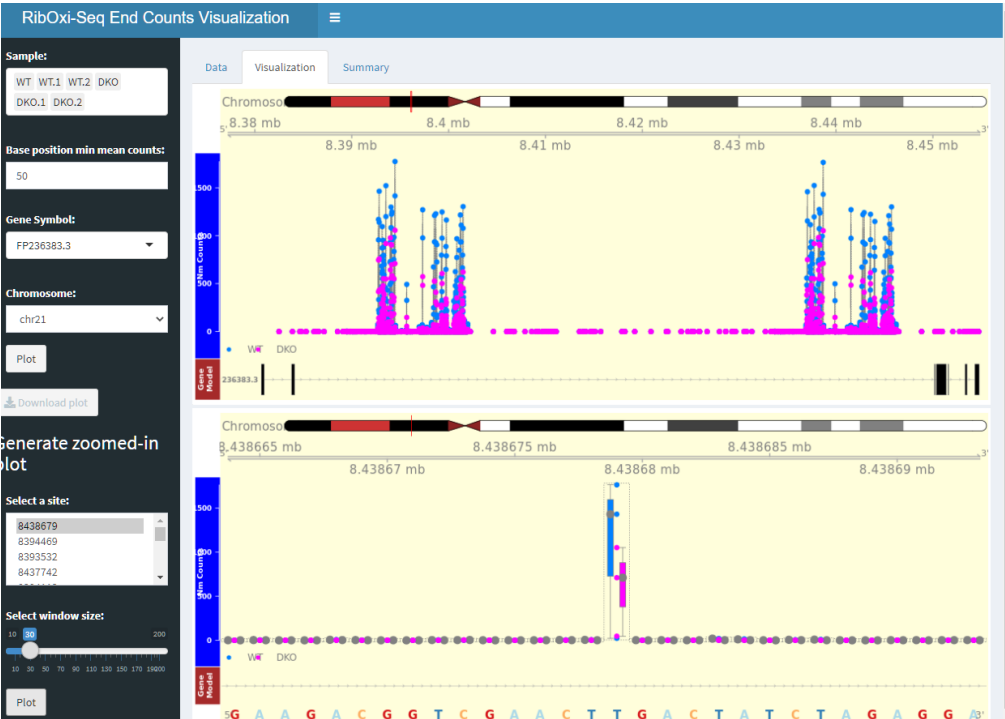 RibOxi-Seq End Counts Visualization
Sample:
WT WT.1 WT.2 DKO
DKO.1 DKO.2
Base position min mean counts:
50
Gene Symbol:
FP236383.3
Chromosome:
chr21
Plot
Download plot
Generate zoomed-in
plot
Select a site:
8438679
8394469
8393532
8437742
Select window size:
10 30 200
10 30 50 70 90 110 130 150 170 190200
Plot
Data Visualization Summary
Chromoso
5' 8.38 mb 8.4 mb 8.42 mb 8.44 mb 3'
8.39 mb 8.41 mb 8.43 mb 8.45 mb
Nm Counts
1500
500
0
WT DKO
Gene
Model
236383.3
Chromoso
8.438665 mb 8.438675 mb 8.438685 mb 3'
8.43867 mb 8.43868 mb 8.43869 mb
Nm Counts
1500
500
0
WT DKO
Gene
Model
5G A A G A C G G T C G A A C T T G A C T A T C T A G A G G A 3'